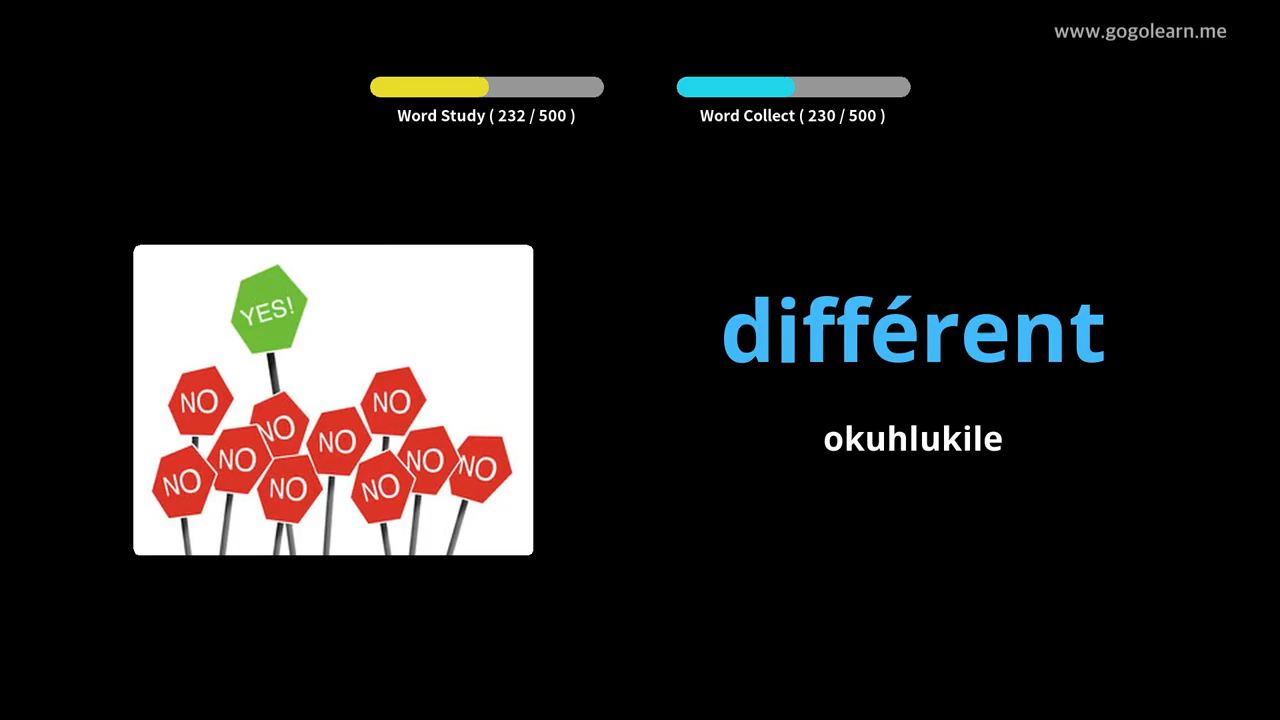 www.gogolearn.me
Word Study ( 232 / 500 )
Word Collect ( 230 / 500 )
YES!
NO
NO
NO
NO
NO
NO
NO
NO
NO
NO
différent
okuhlukile